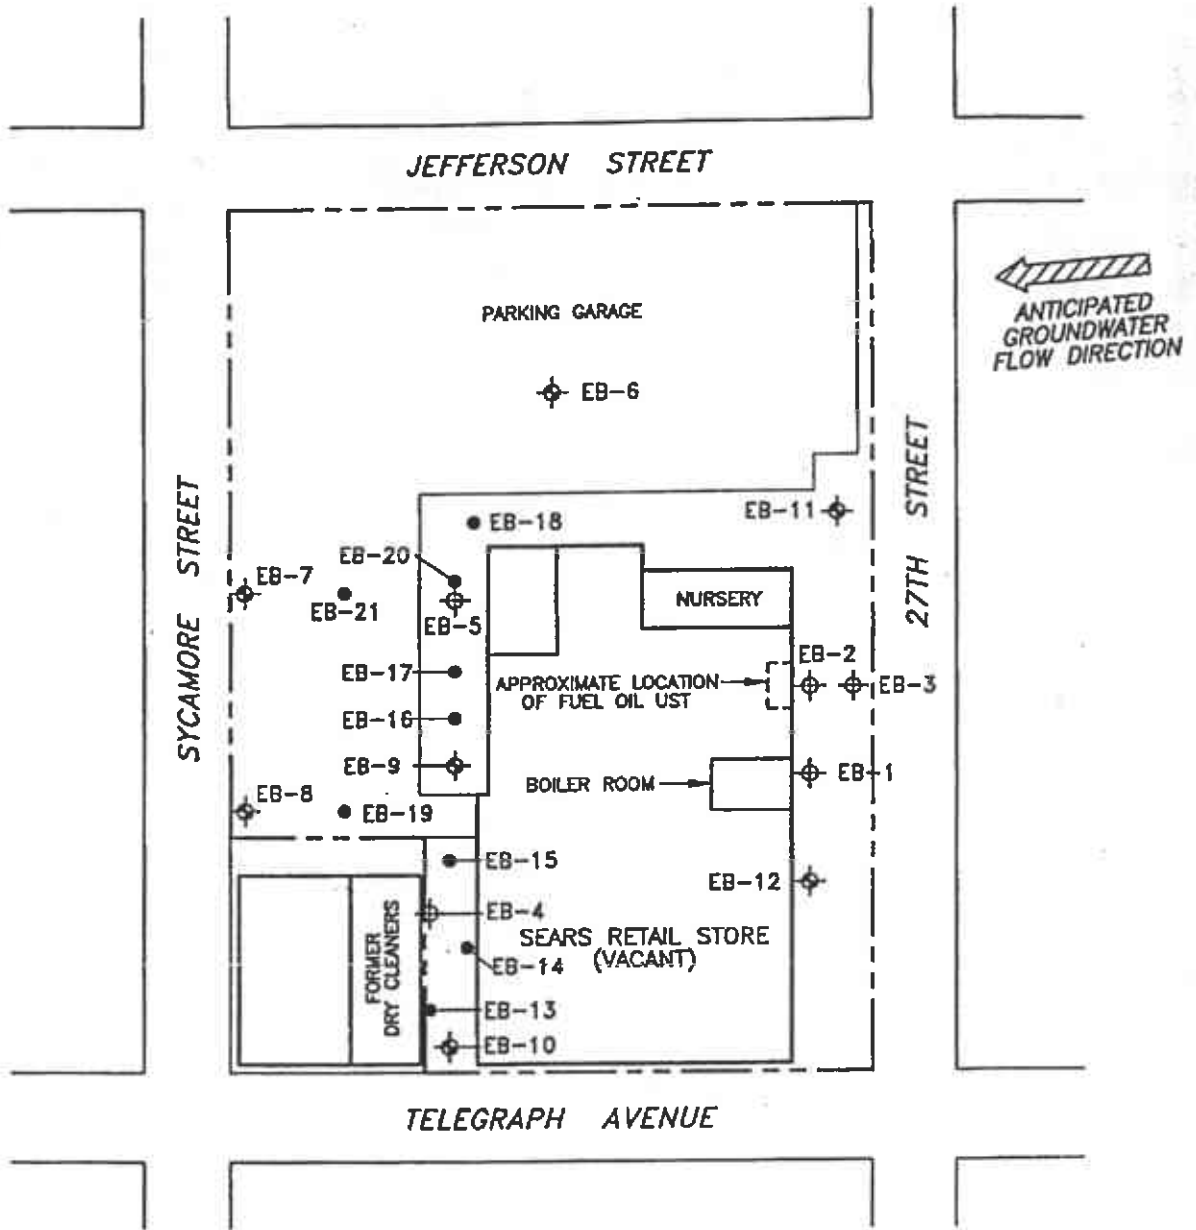 JEFFERSON STREET
ANTICIPATED
GROUNDWATER
FLOW DIRECTION
PARKING GARAGE
EB-6
SYCAMORE STREET
27TH STREET
EB-11
EB-18
EB-20
EB-7
EB-21
EB-5
NURSERY
EB-2
EB-17
APPROXIMATE LOCATION
OF FUEL OIL UST
EB-3
EB-16
EB-9
BOILER ROOM
EB-1
EB-8
EB-19
EB-15
EB-12
EB-4
SEARS RETAIL STORE
(VACANT)
EB-14
FORMER
DRY CLEANERS
EB-13
EB-10
TELEGRAPH AVENUE